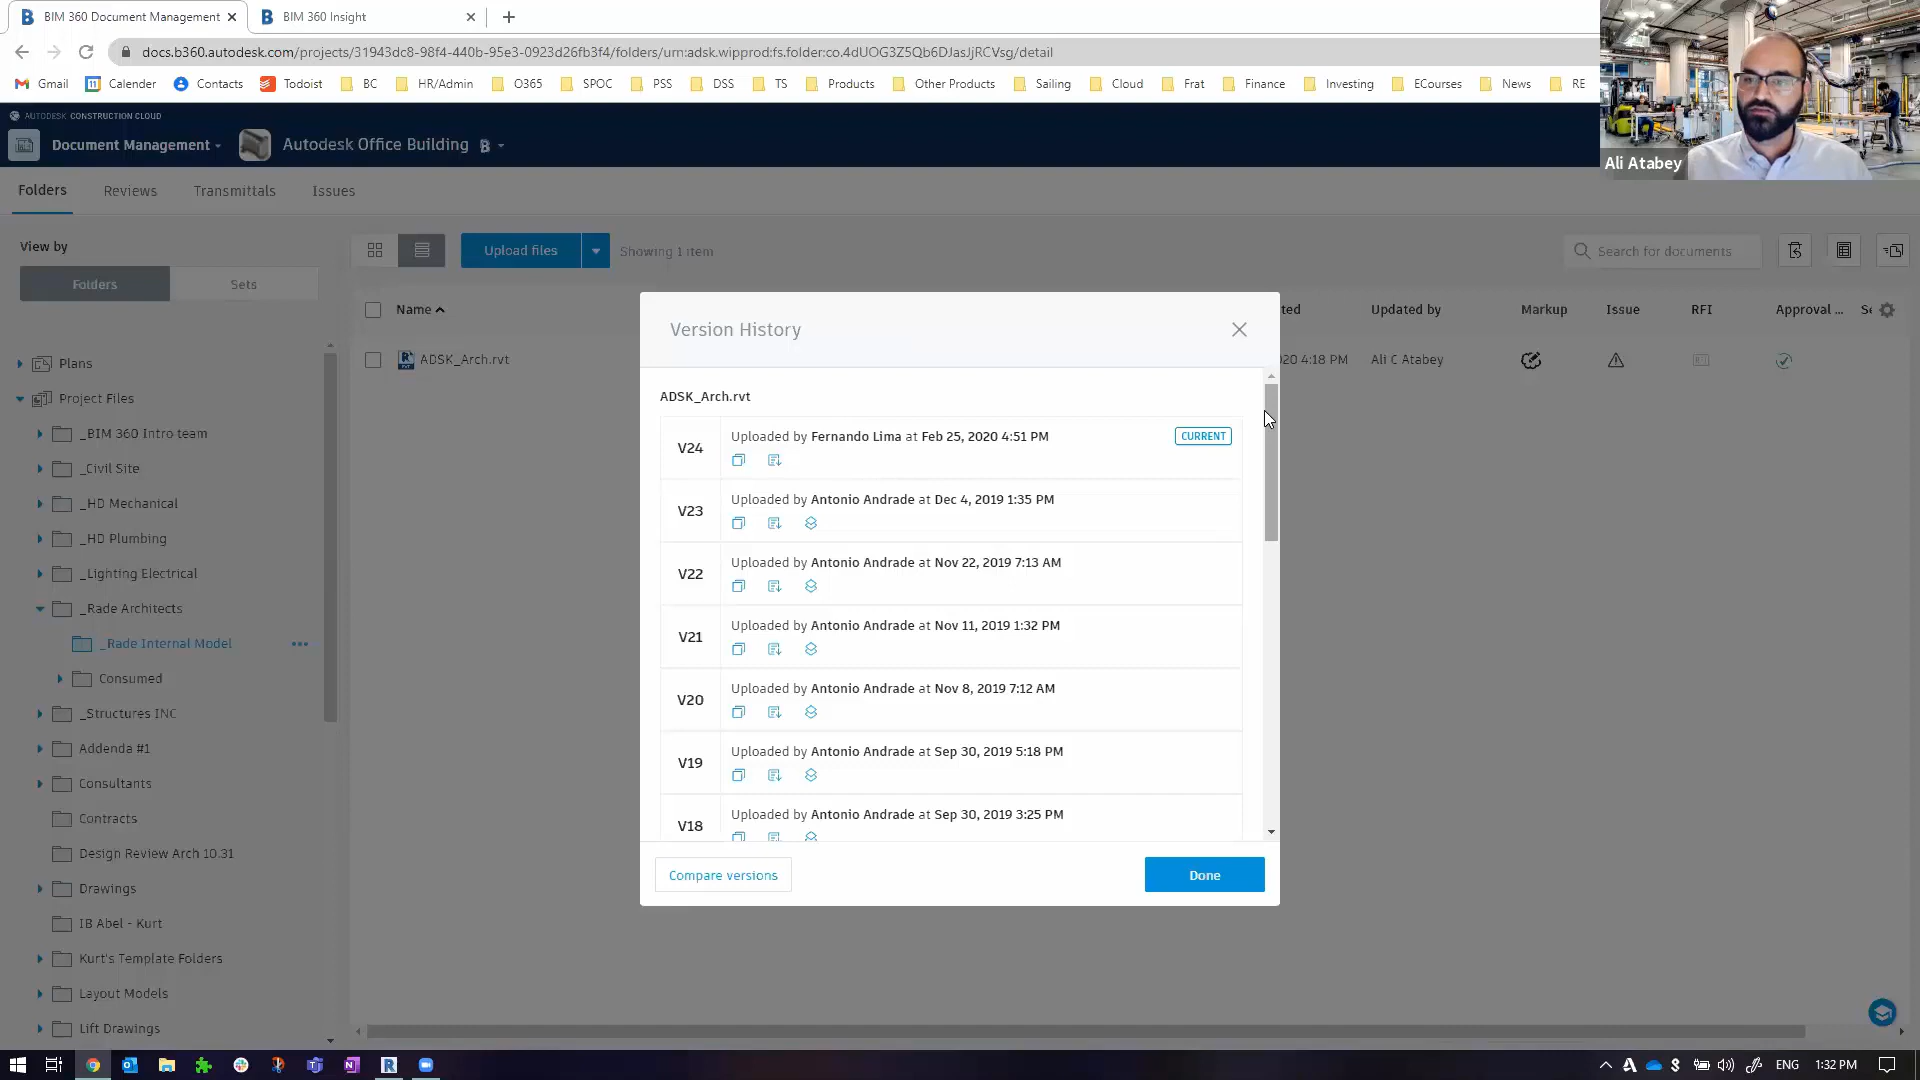 BIM 360 Document Management
BIM 360 Insight
docs.b360.autodesk.com/projects/31943dc8-98f4-440b-95e3-0923d26fb3f4/folders/urn:adsk.wipprod:fs.folder:co.4dUOG3Z5Qb6DJasJjRCVsg/detail
Gmail Calender Contacts Todoist BC HR/Admin O365 SPOC PSS DSS TS Products Other Products Sailing Cloud Frat Finance Investing ECourses News RE
AUTODESK CONSTRUCTION CLOUD
Document Management Autodesk Office Building
Ali Atabey
Folders Reviews Transmittals Issues
View by
Upload files Showing 1 item Search for documents
Folders Sets
Name ted Updated by Markup Issue RFI Approval ... Se
ADSK_Arch.rvt 20 4:18 PM Ali C Atabey
Plans
Project Files
_BIM 360 Intro team
_Civil Site
_HD Mechanical
_HD Plumbing
_Lighting Electrical
_Rade Architects
_Rade Internal Model
Consumed
_Structures INC
Addenda #1
Consultants
Contracts
Design Review Arch 10.31
Drawings
IB Abel - Kurt
Kurt's Template Folders
Layout Models
Lift Drawings
Version History
ADSK_Arch.rvt
V24 Uploaded by Fernando Lima at Feb 25, 2020 4:51 PM CURRENT
V23 Uploaded by Antonio Andrade at Dec 4, 2019 1:35 PM
V22 Uploaded by Antonio Andrade at Nov 22, 2019 7:13 AM
V21 Uploaded by Antonio Andrade at Nov 11, 2019 1:32 PM
V20 Uploaded by Antonio Andrade at Nov 8, 2019 7:12 AM
V19 Uploaded by Antonio Andrade at Sep 30, 2019 5:18 PM
V18 Uploaded by Antonio Andrade at Sep 30, 2019 3:25 PM
Compare versions Done
ENG 1:32 PM